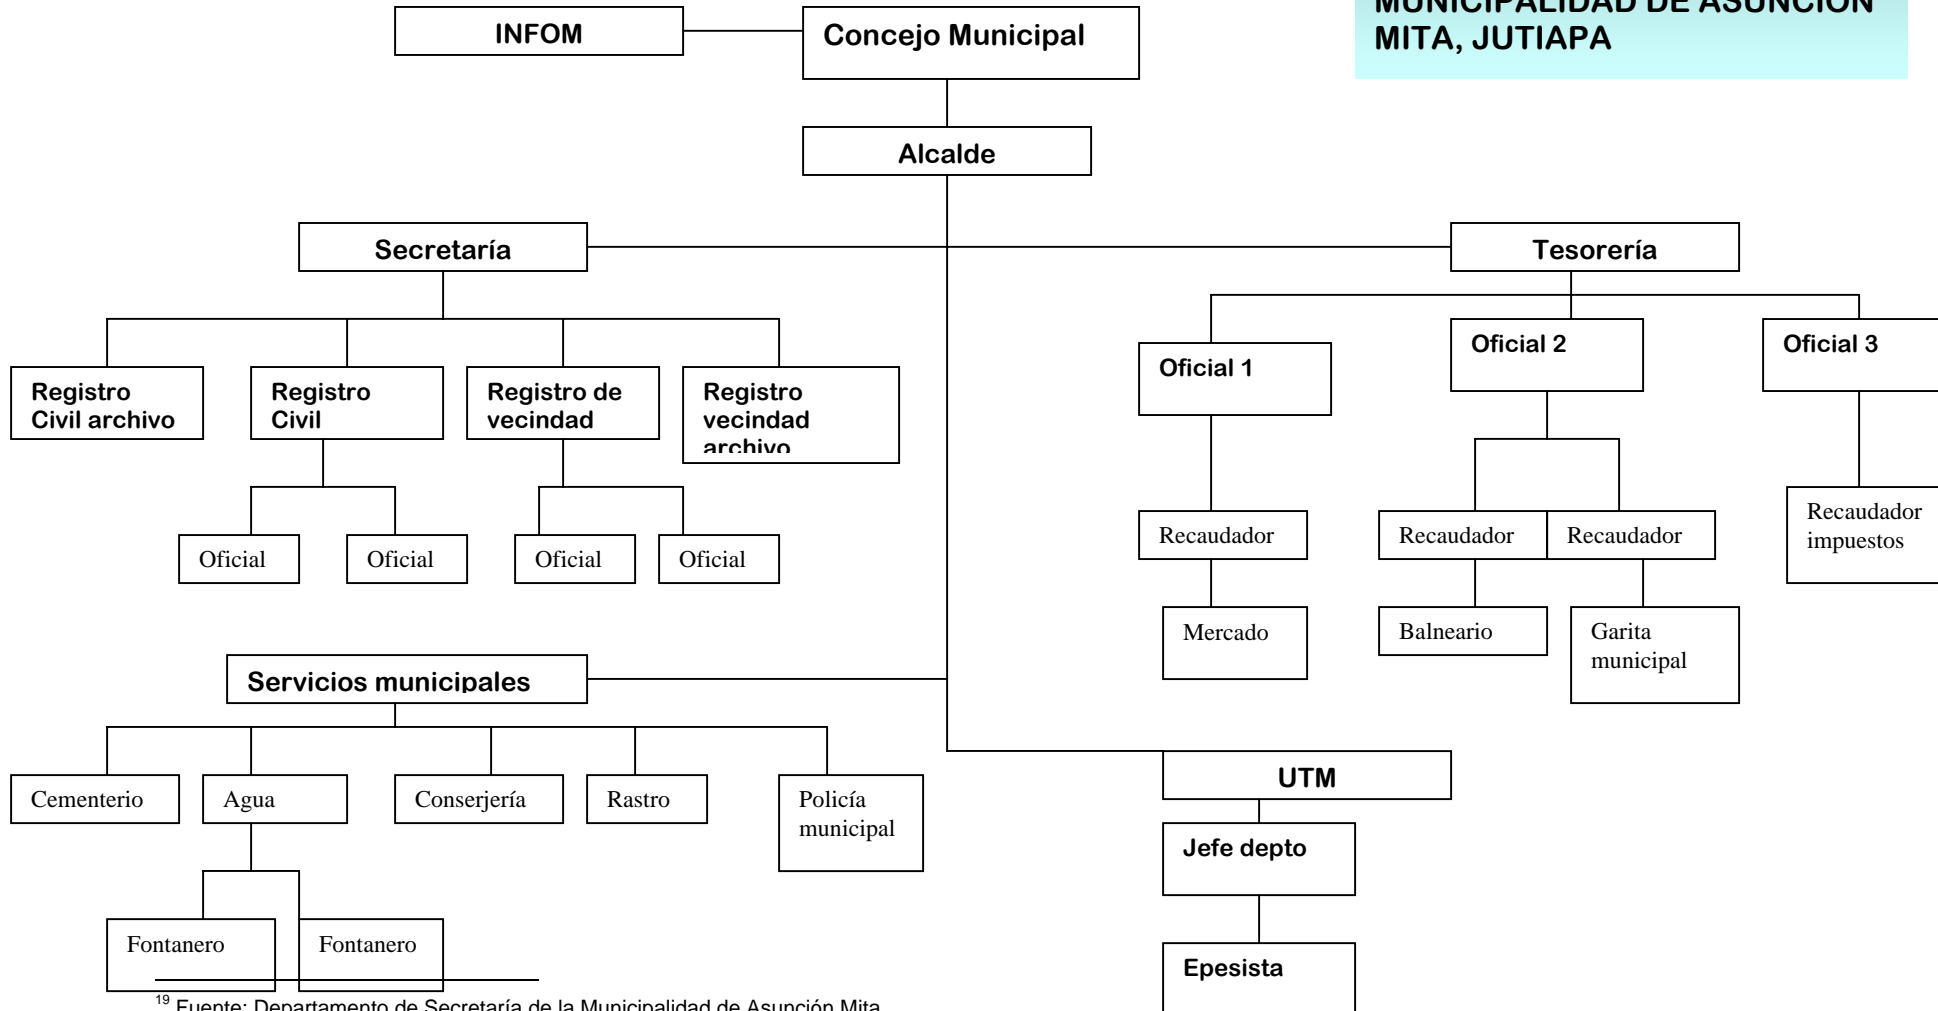 MUNICIPALIDAD DE ASUNCIÓN
MITA, JUTIAPA
INFOM
Concejo Municipal
Alcalde
Secretaría
Tesorería
Registro
Civil archivo
Registro
Civil
Registro de
vecindad
Registro
vecindad
archivo
Oficial 1
Oficial 2
Oficial 3
Oficial
Oficial
Oficial
Oficial
Recaudador
Recaudador
Recaudador
Recaudador
impuestos
Mercado
Balneario
Garita
municipal
Servicios municipales
Cementerio
Agua
Conserjería
Rastro
Policía
municipal
Fontanero
Fontanero
UTM
Jefe depto
Epesista
19 Fuente: Departamento de Secretaría de la Municipalidad de Asunción Mita